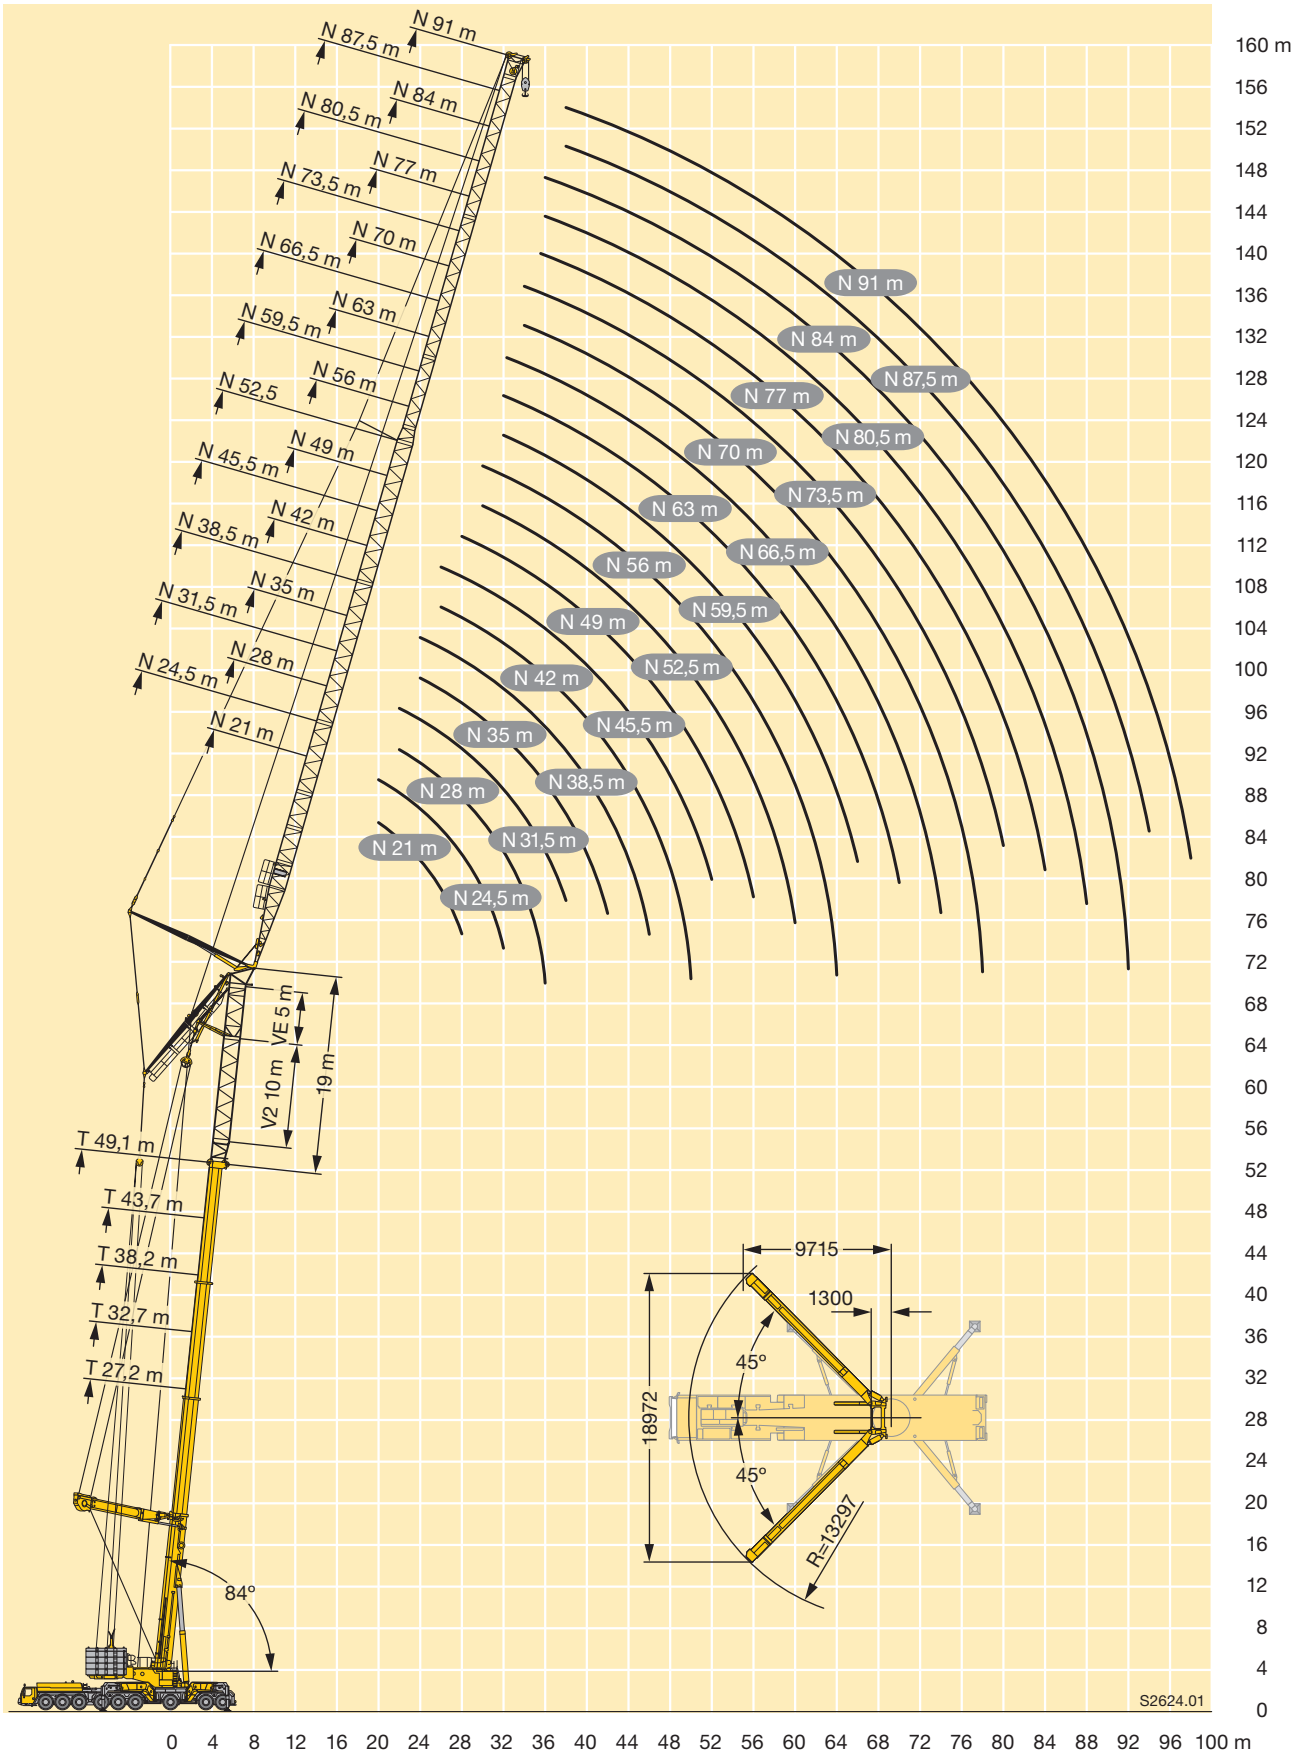 N 91 m
N 87,5 m
N 84 m
N 80,5 m
N 77 m
N 73,5 m
N 70 m
N 66,5 m
N 63 m
N 59,5 m
N 56 m
N 52,5
N 49 m
N 45,5 m
N 42 m
N 38,5 m
N 35 m
N 31,5 m
N 28 m
N 24,5 m
N 21 m
N 91 m
N 84 m
N 87,5 m
N 77 m
N 80,5 m
N 70 m
N 73,5 m
N 63 m
N 66,5 m
N 56 m
N 59,5 m
N 49 m
N 52,5 m
N 42 m
N 45,5 m
N 35 m
N 38,5 m
N 28 m
N 31,5 m
N 21 m
N 24,5 m
VE 5 m
V2 10 m
19 m
T 49,1 m
T 43,7 m
T 38,2 m
T 32,7 m
T 27,2 m
84º
9715
1300
45º
18972
45º
R=13297
S2624.01
160 m
156
152
148
144
140
136
132
128
124
120
116
112
108
104
100
96
92
88
84
80
76
72
68
64
60
56
52
48
44
40
36
32
28
24
20
16
12
8
4
0
0 4 8 12 16 20 24 28 32 36 40 44 48 52 56 60 64 68 72 76 80 84 88 92 96 100 m